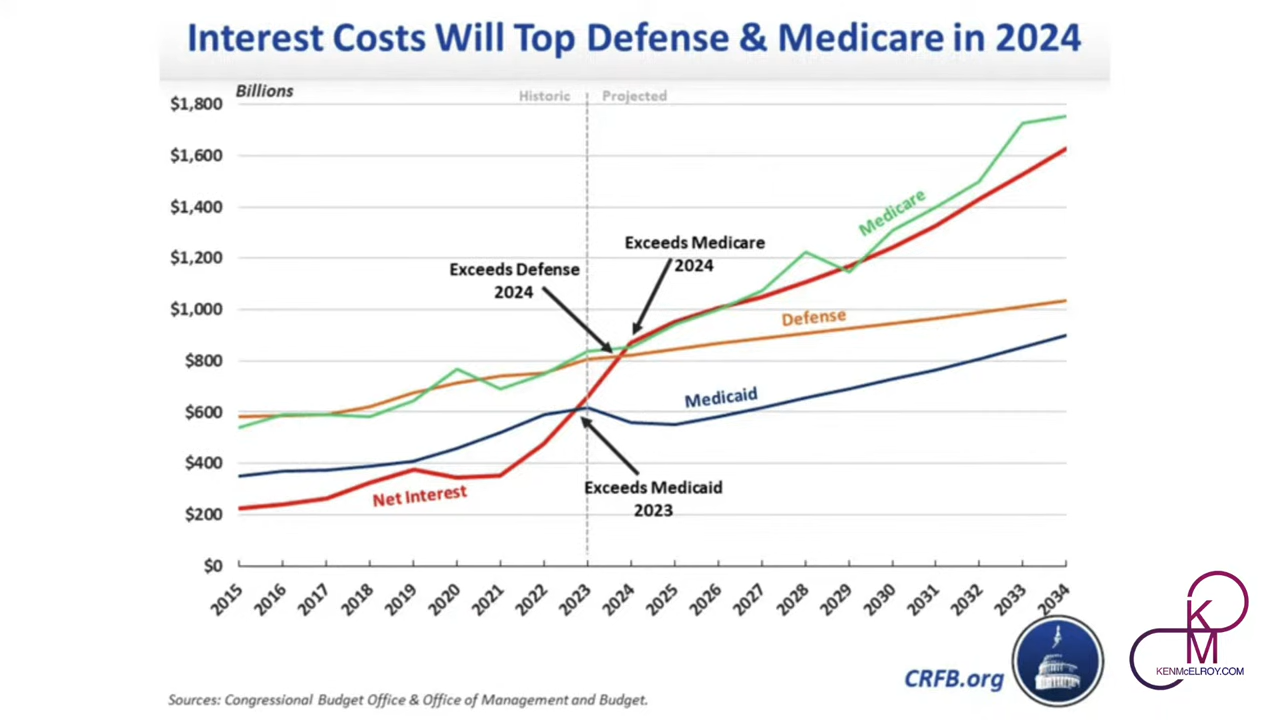 Interest Costs Will Top Defense & Medicare in 2024
Billions
Historic
Projected
$1,800
$1,600
$1,400
$1,200
$1,000
$800
$600
$400
$200
$0
Exceeds Medicare
2024
Exceeds Defense
2024
Medicare
Defense
Medicaid
Net Interest
Exceeds Medicaid
2023
2015
2016
2017
2018
2019
2020
2021
2022
2023
2024
2025
2026
2027
2028
2029
2030
2031
2032
2033
2034
CRFB.org
K
M
KENMcELROY.COM
Sources: Congressional Budget Office & Office of Management and Budget.